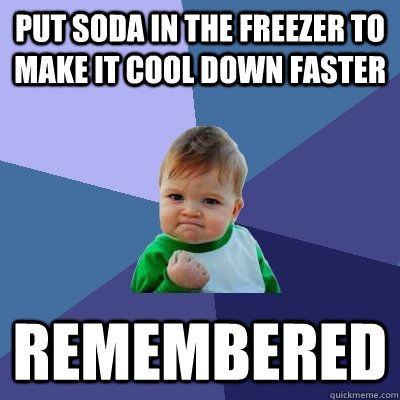 PUT SODA IN THE FREEZER TO
MAKE IT COOL DOWN FASTER
REMEMBERED
quickmeme.com